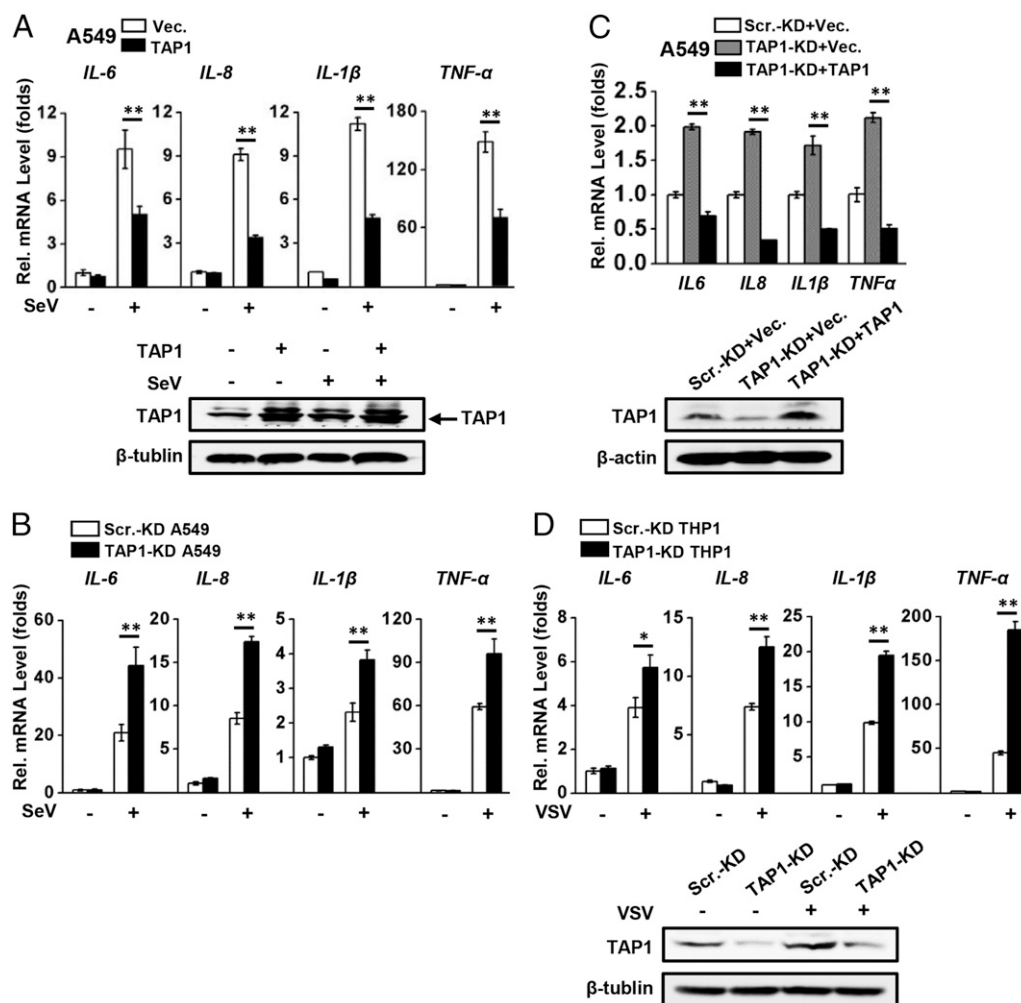 A
A549
Vec.
TAP1
IL-6 IL-8 IL-1β TNF-α
Rel. mRNA Level (folds)
12 9 6 3 0
12 9 6 3 0
12 9 6 3 0
180 120 60 0
** ** ** **
SeV - + - + - + - +
TAP1 - + - +
SeV - - + +
TAP1 TAP1
β-tublin
C
A549
Scr.-KD+Vec.
TAP1-KD+Vec.
TAP1-KD+TAP1
Rel. mRNA Level (folds)
2.5
2.0
1.5
1.0
0.5
0.0
** ** ** **
IL6 IL8 IL1β TNFα
Scr.-KD+Vec. TAP1-KD+Vec. TAP1-KD+TAP1
TAP1
β-actin
B
Scr.-KD A549
TAP1-KD A549
IL-6 IL-8 IL-1β TNF-α
Rel. mRNA Level (folds)
60 40 20 0
20 15 10 5 0
5 4 3 2 1 0
120 90 60 30 0
** ** ** **
SeV - + - + - + - +
D
Scr.-KD THP1
TAP1-KD THP1
IL-6 IL-8 IL-1β TNF-α
Rel. mRNA Level (folds)
8 6 4 2 0
15 10 5 0
25 20 15 10 5 0
200 150 100 50 0
* ** ** **
VSV - + - + - + - +
Scr.-KD TAP1-KD Scr.-KD TAP1-KD
VSV - - + +
TAP1
β-tublin